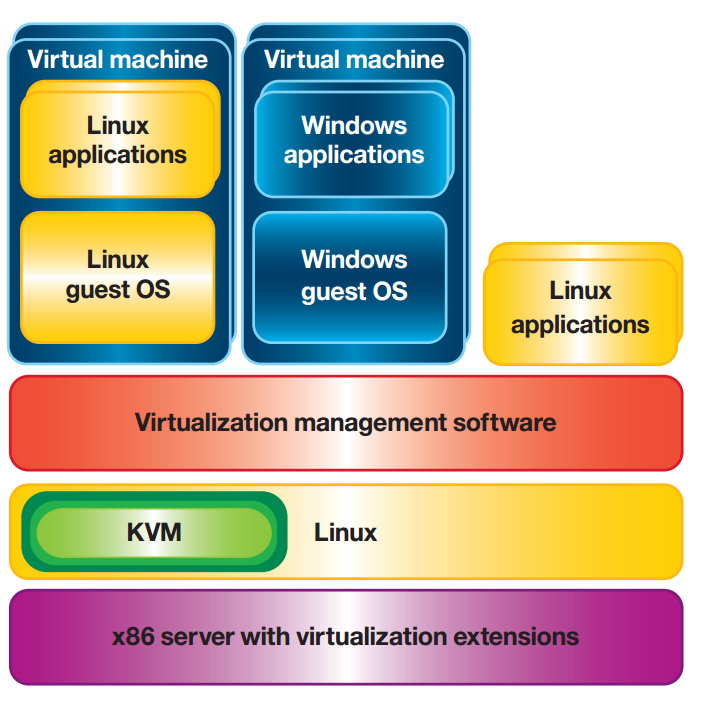 Virtual machine
Linux
applications
Linux
guest OS
Virtual machine
Windows
applications
Windows
guest OS
Linux
applications
Virtualization management software
KVM
Linux
x86 server with virtualization extensions